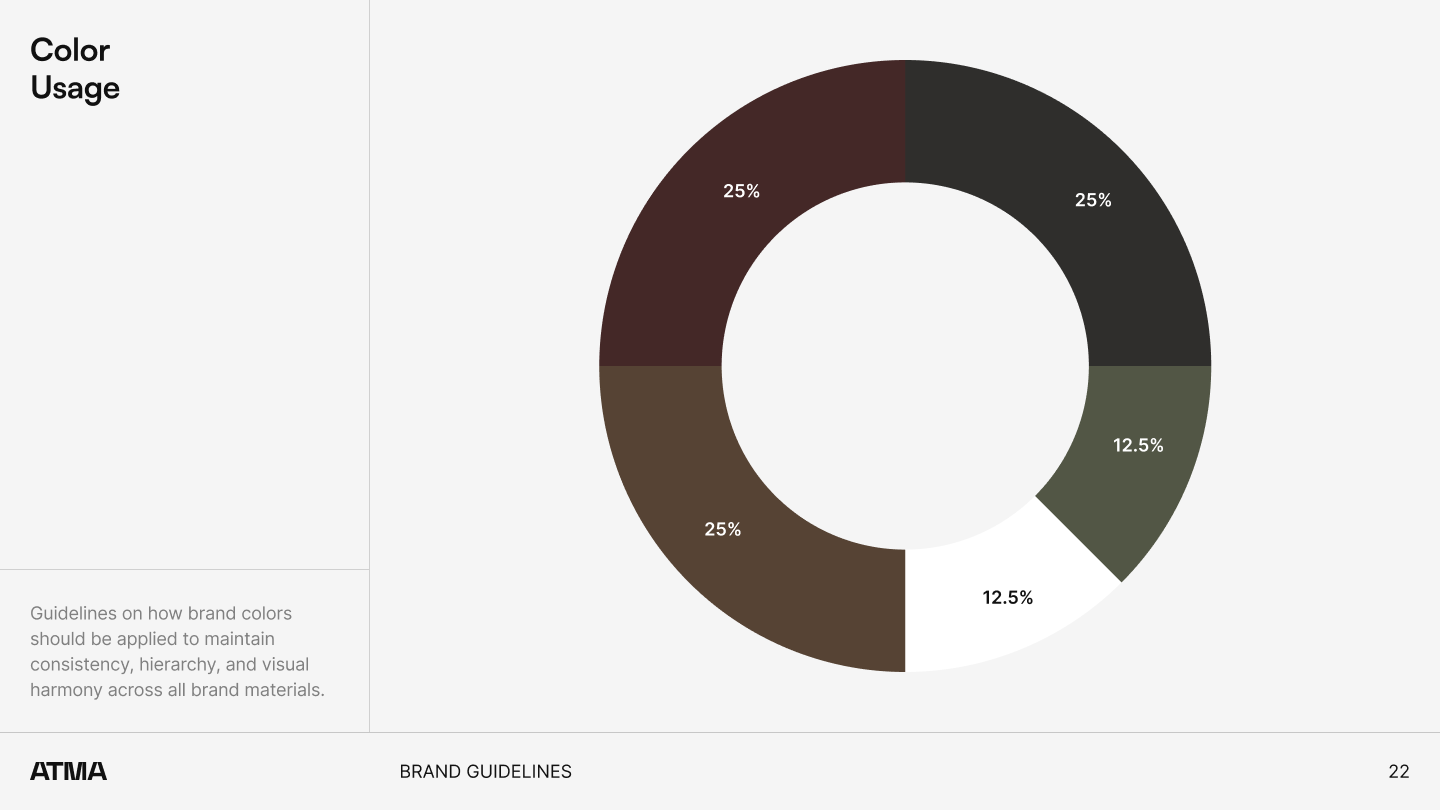 Color
Usage
25%
25%
12.5%
25%
12.5%
Guidelines on how brand colors
should be applied to maintain
consistency, hierarchy, and visual
harmony across all brand materials.
ATMA
BRAND GUIDELINES
22